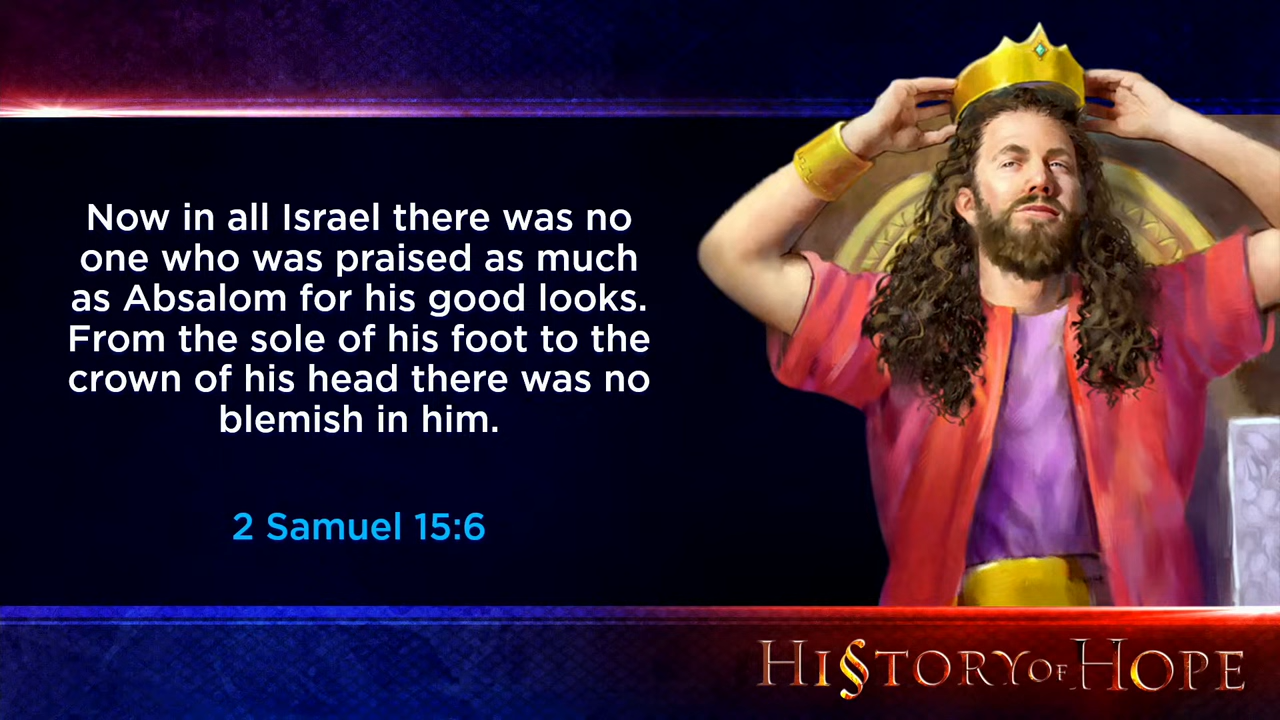 Now in all Israel there was no
one who was praised as much
as Absalom for his good looks.
From the sole of his foot to the
crown of his head there was no
blemish in him.
2 Samuel 15:6
HISTORY OF HOPE